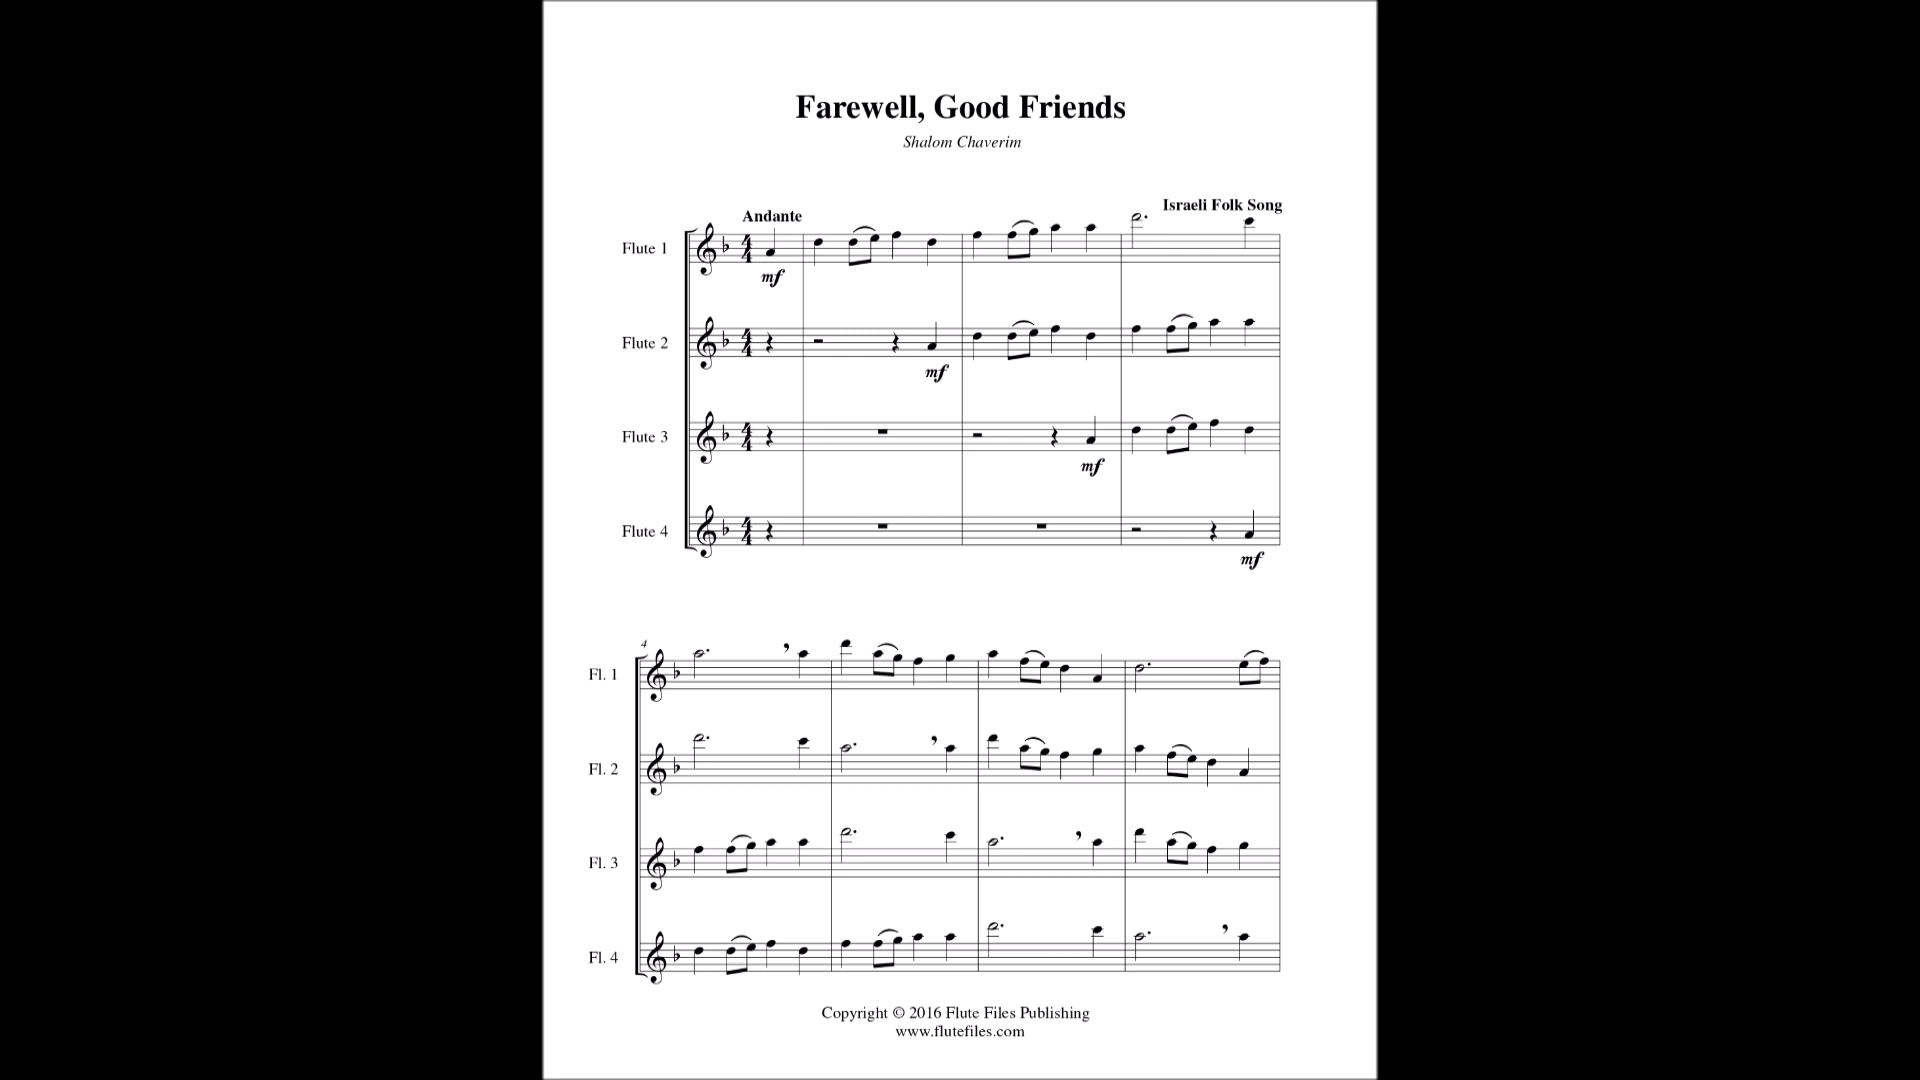 Farewell, Good Friends
Shalom Chaverim
Israeli Folk Song
Andante
Flute 1
mf
Flute 2
mf
Flute 3
mf
Flute 4
mf
4
Fl. 1
Fl. 2
Fl. 3
Fl. 4
Copyright © 2016 Flute Files Publishing
www.flutefiles.com